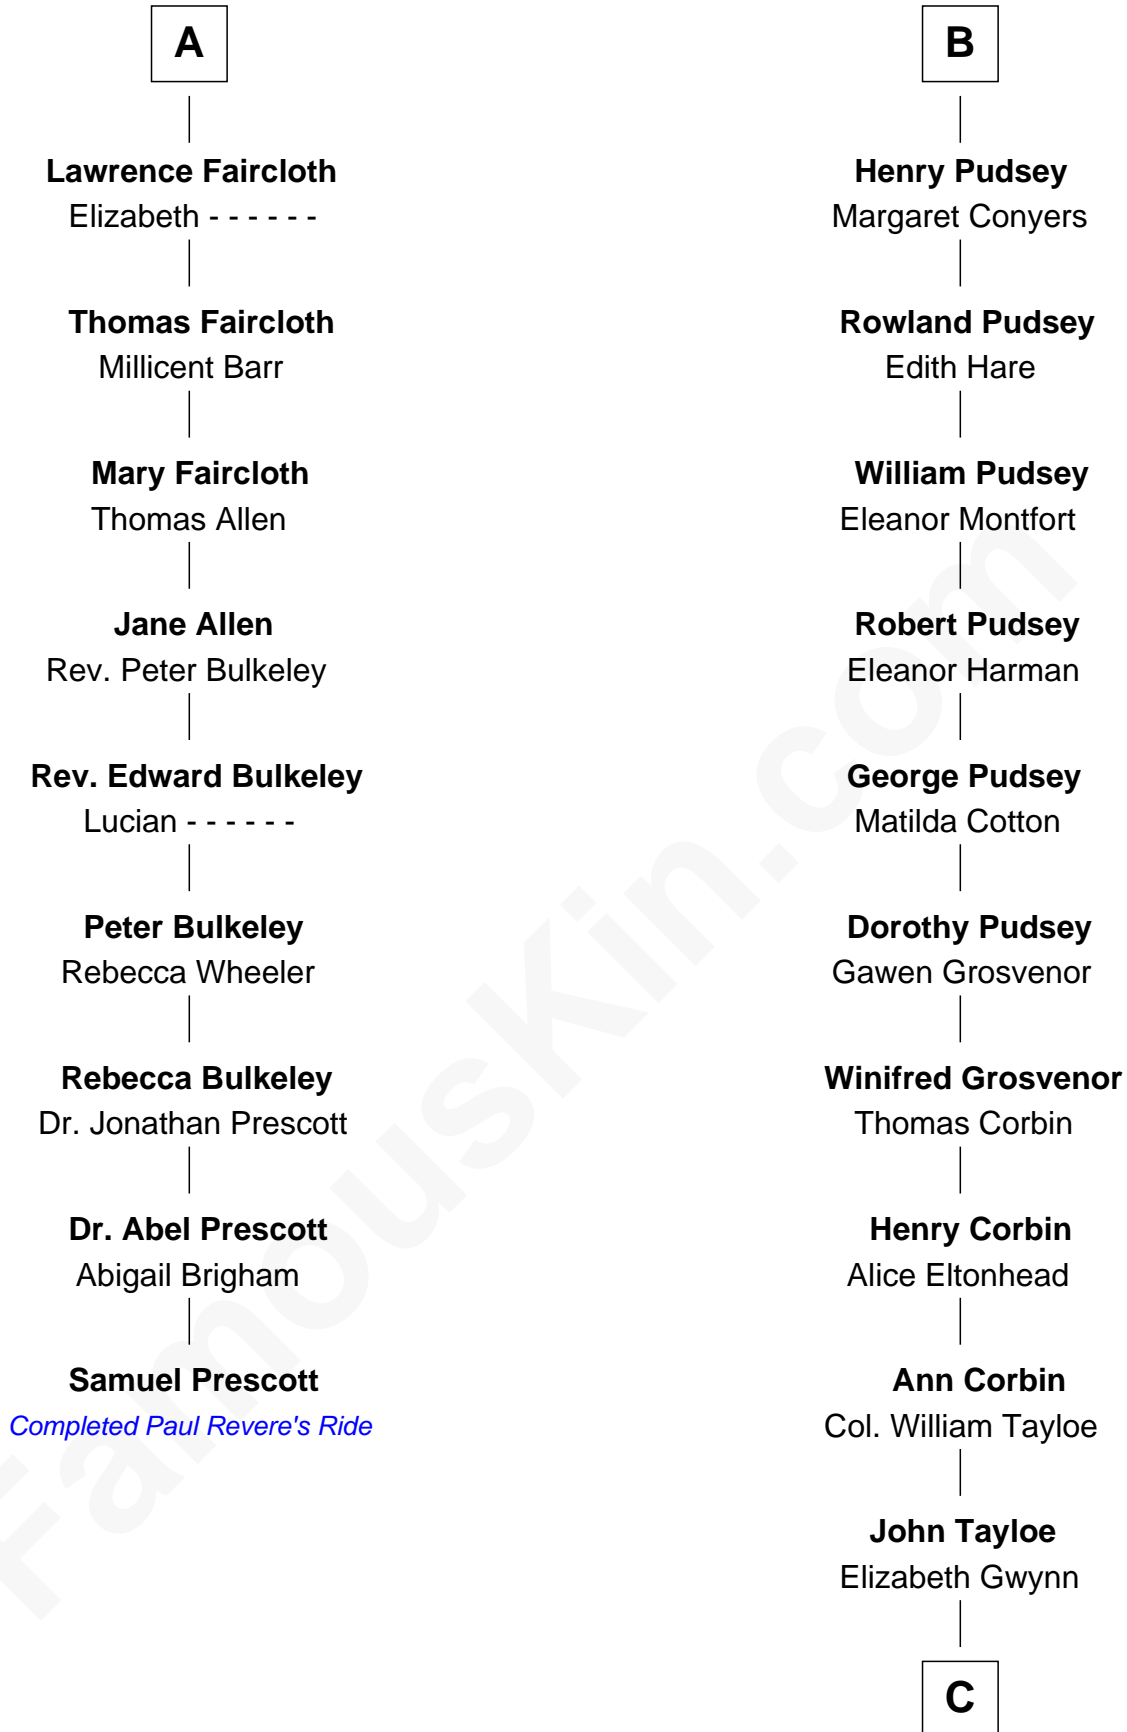 A
Lawrence Faircloth
Elizabeth - - - - - -
Thomas Faircloth
Millicent Barr
Mary Faircloth
Thomas Allen
Jane Allen
Rev. Peter Bulkeley
Rev. Edward Bulkeley
Lucian - - - - - -
Peter Bulkeley
Rebecca Wheeler
Rebecca Bulkeley
Dr. Jonathan Prescott
Dr. Abel Prescott
Abigail Brigham
Samuel Prescott
Completed Paul Revere's Ride
B
Henry Pudsey
Margaret Conyers
Rowland Pudsey
Edith Hare
William Pudsey
Eleanor Montfort
Robert Pudsey
Eleanor Harman
George Pudsey
Matilda Cotton
Dorothy Pudsey
Gawen Grosvenor
Winifred Grosvenor
Thomas Corbin
Henry Corbin
Alice Eltonhead
Ann Corbin
Col. William Tayloe
John Tayloe
Elizabeth Gwynn
C
FamousKin.com